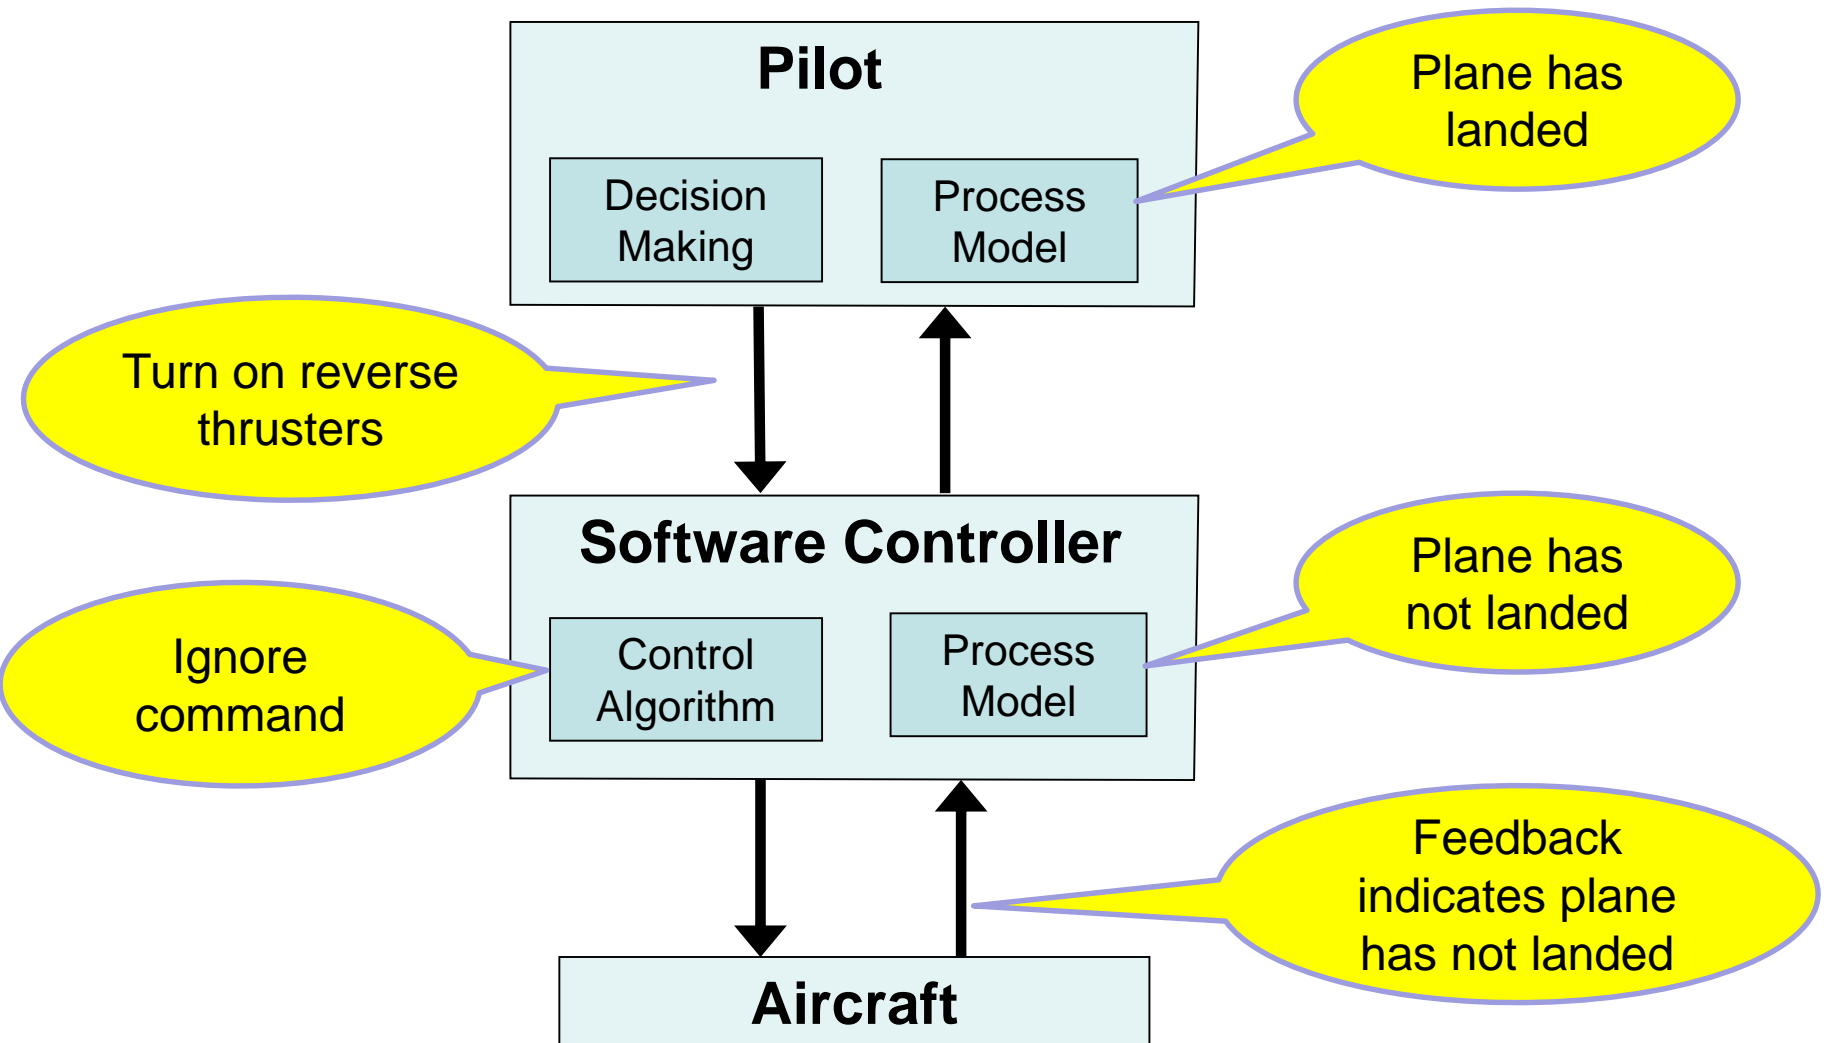 Pilot
Plane has
landed
Decision
Making
Process
Model
Turn on reverse
thrusters
Software Controller
Plane has
not landed
Ignore
command
Control
Algorithm
Process
Model
Feedback
indicates plane
has not landed
Aircraft